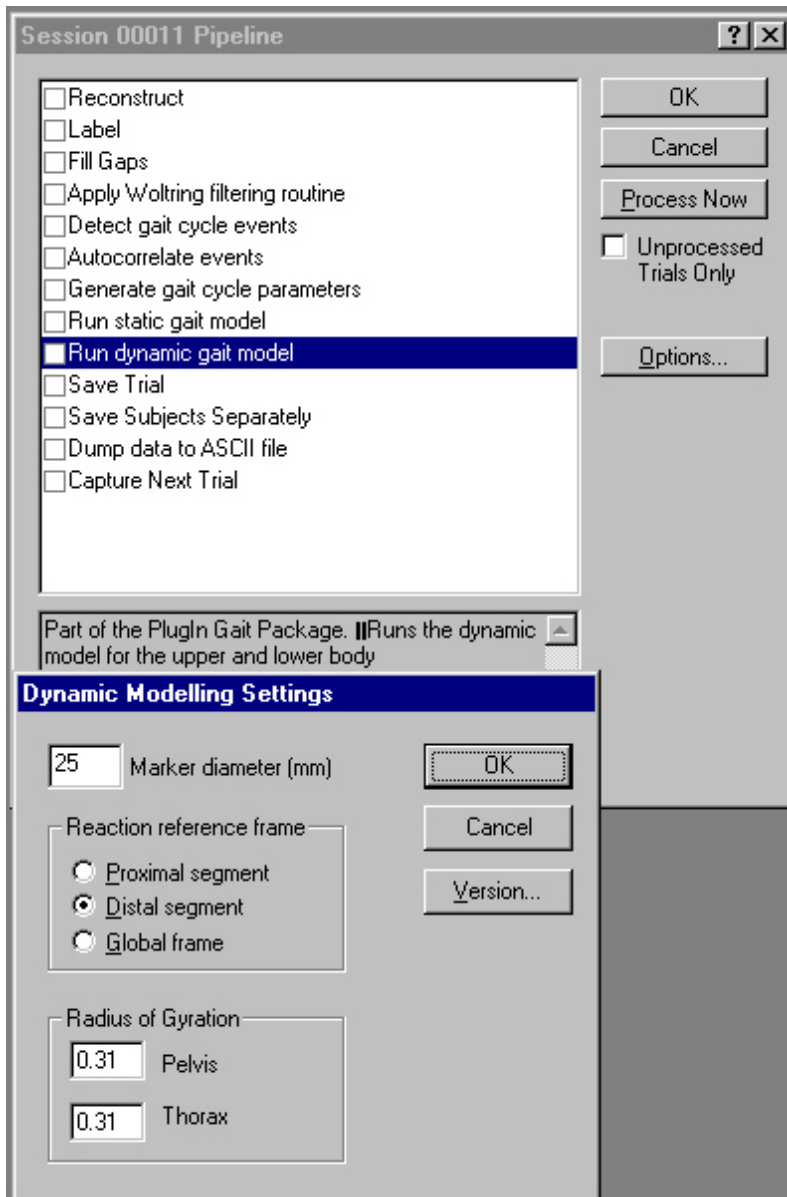 Session 00011 Pipeline
Reconstruct
Label
Fill Gaps
Apply Woltring filtering routine
Detect gait cycle events
Autocorrelate events
Generate gait cycle parameters
Run static gait model
Run dynamic gait model
Save Trial
Save Subjects Separately
Dump data to ASCII file
Capture Next Trial
OK
Cancel
Process Now
Unprocessed
Trials Only
Options...
Part of the PlugIn Gait Package. ||Runs the dynamic
model for the upper and lower body
Dynamic Modelling Settings
25 Marker diameter (mm)
Reaction reference frame
Proximal segment
Distal segment
Global frame
Radius of Gyration
0.31 Pelvis
0.31 Thorax
OK
Cancel
Version...